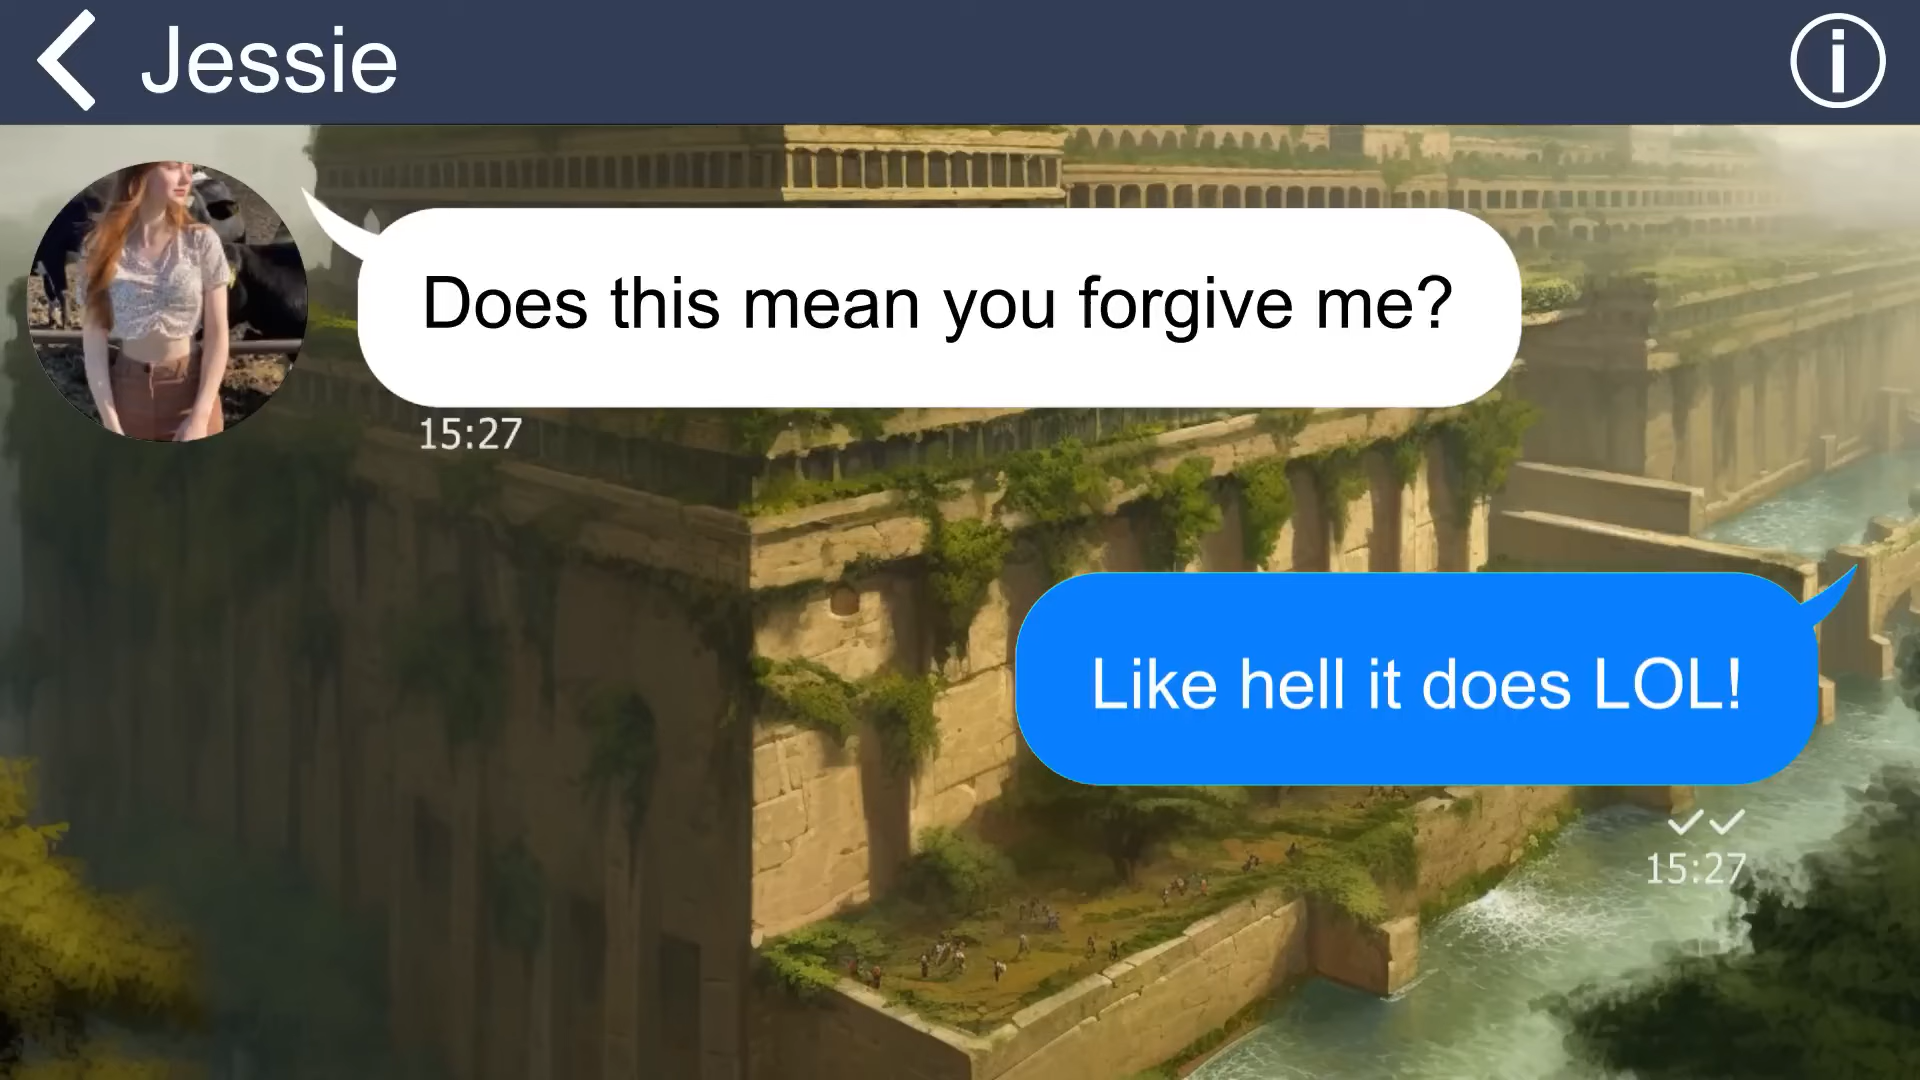 Jessie
Does this mean you forgive me?
15:27
Like hell it does LOL!
15:27